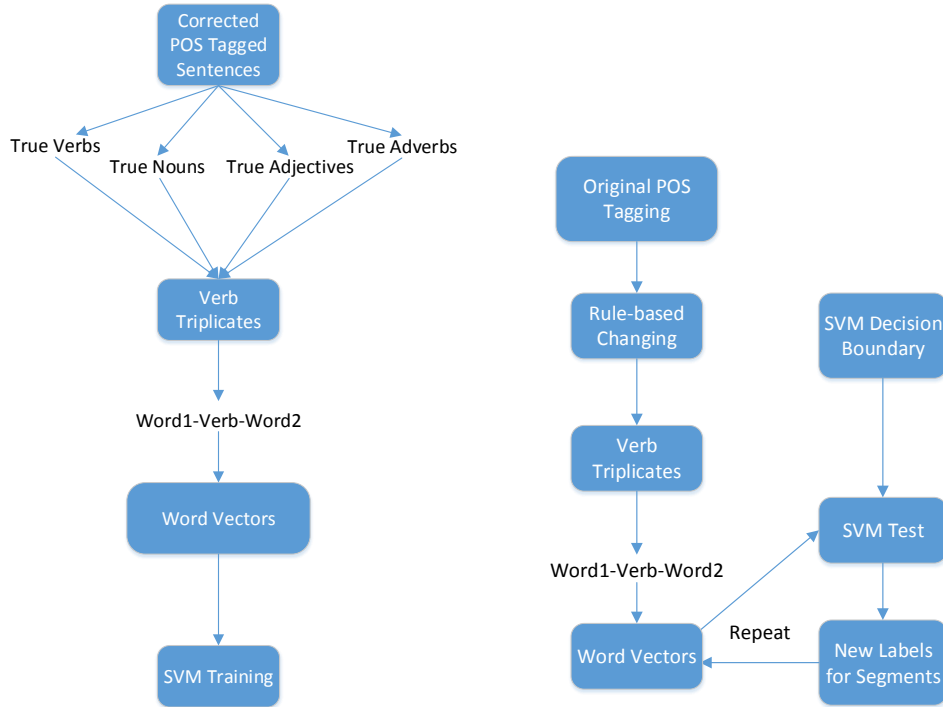 Corrected
POS Tagged
Sentences
True Verbs
True Nouns
True Adjectives
True Adverbs
Verb
Triplicates
Word1-Verb-Word2
Word Vectors
SVM Training
Original POS
Tagging
Rule-based
Changing
Verb
Triplicates
Word1-Verb-Word2
Word Vectors
SVM Decision
Boundary
SVM Test
Repeat
New Labels
for Segments